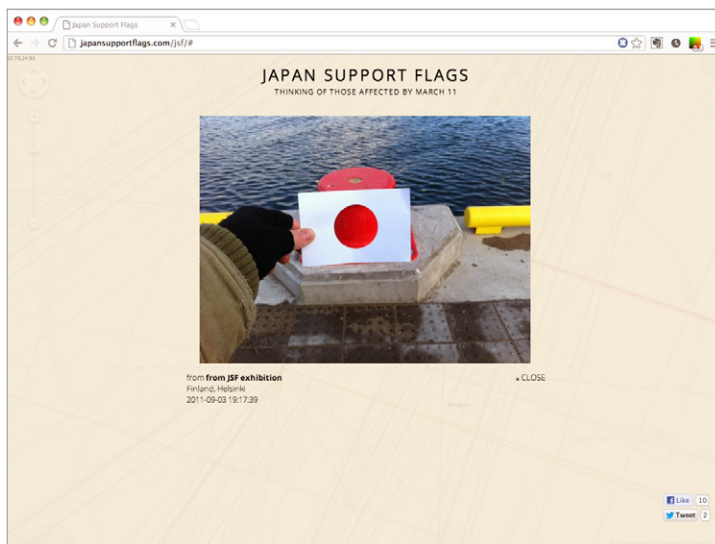 Japan Support Flags
japansupportflags.com/jsf/#
JAPAN SUPPORT FLAGS
THINKING OF THOSE AFFECTED BY MARCH 11
from from JSF exhibition
× CLOSE
Finland, Helsinki
2011-09-03 19:17:39
Like 10
Tweet 2